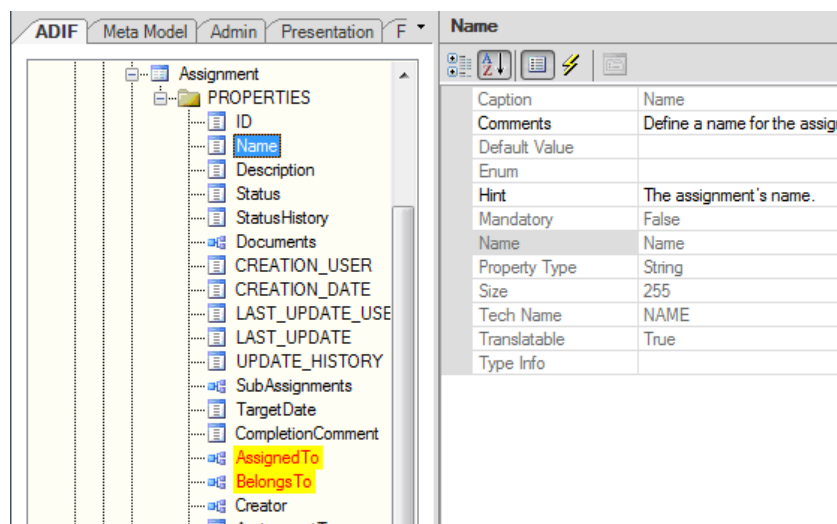 ADIF Meta Model Admin Presentation F
Assignment
PROPERTIES
ID
Name
Description
Status
StatusHistory
Documents
CREATION_USER
CREATION_DATE
LAST_UPDATE_USE
LAST_UPDATE
UPDATE_HISTORY
SubAssignments
TargetDate
CompletionComment
AssignedTo
BelongsTo
Creator
Name
Caption Name
Comments Define a name for the assign
Default Value
Enum
Hint The assignment's name.
Mandatory False
Name Name
Property Type String
Size 255
Tech Name NAME
Translatable True
Type Info